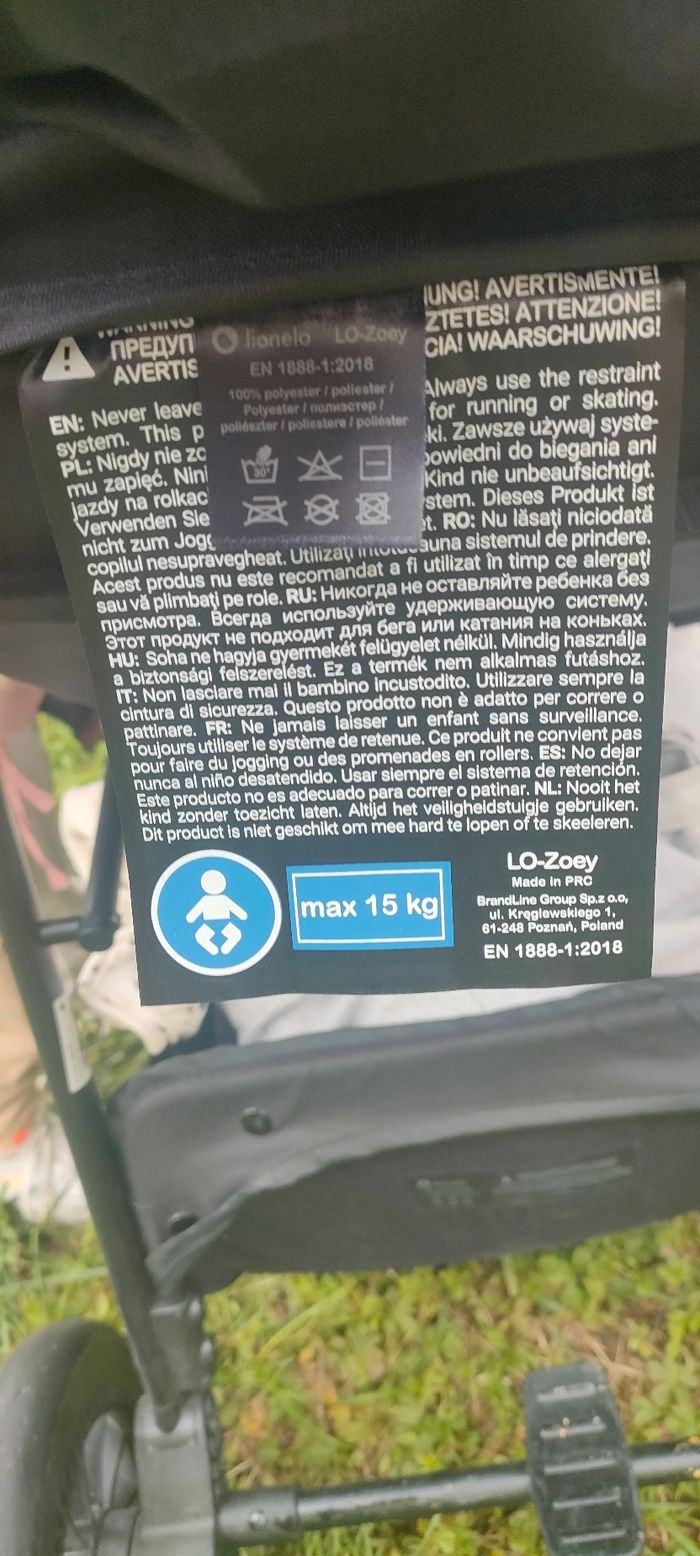 ПРЕДУП
AVERTIS
UNG! AVERTISMENTE!
ZTETES! ATTENZIONE!
CIA! WAARSCHUWING!
lionelo LO-Zoey
EN 1888-1:2018
100% polyester / poliester /
Polyester / полиэстер /
poliészter / poliestere / poliéster
30°
EN: Never leave Always use the restraint
system. This p for running or skating.
PL: Nigdy nie zo ki. Zawsze używaj syste-
mu zapięć. Nini powiedni do biegania ani
jazdy na rolkac Kind nie unbeaufsichtigt.
Verwenden Sie stem. Dieses Produkt ist
nicht zum Jogg t. RO: Nu lăsați niciodată
copilul nesupravegheat. Utilizați sauna sistemul de prindere.
Acest produs nu este recomandat a fi utilizat în timp ce alergați
sau vă plimbați pe role. RU: Никогда не оставляйте ребенка без
присмотра. Всегда используйте удерживающую систему.
Этот продукт не подходит для бега или катания на коньках.
HU: Soha ne hagyja gyermekét felügyelet nélkül. Mindig használja
a biztonsági felszerelést. Ez a termék nem alkalmas futáshoz.
IT: Non lasciare mai il bambino incustodito. Utilizzare sempre la
cintura di sicurezza. Questo prodotto non è adatto per correre o
pattinare. FR: Ne jamais laisser un enfant sans surveillance.
Toujours utiliser le système de retenue. Ce produit ne convient pas
pour faire du jogging ou des promenades en rollers. ES: No dejar
nunca al niño desatendido. Usar siempre el sistema de retención.
Este producto no es adecuado para correr o patinar. NL: Nooit het
kind zonder toezicht laten. Altijd het veiligheidstuigje gebruiken.
Dit product is niet geschikt om mee hard te lopen of te skeeleren.
max 15 kg
LO-Zoey
Made in PRC
BrandLine Group Sp.z o.o,
ul. Kręglewskiego 1,
61-248 Poznań, Poland
EN 1888-1:2018